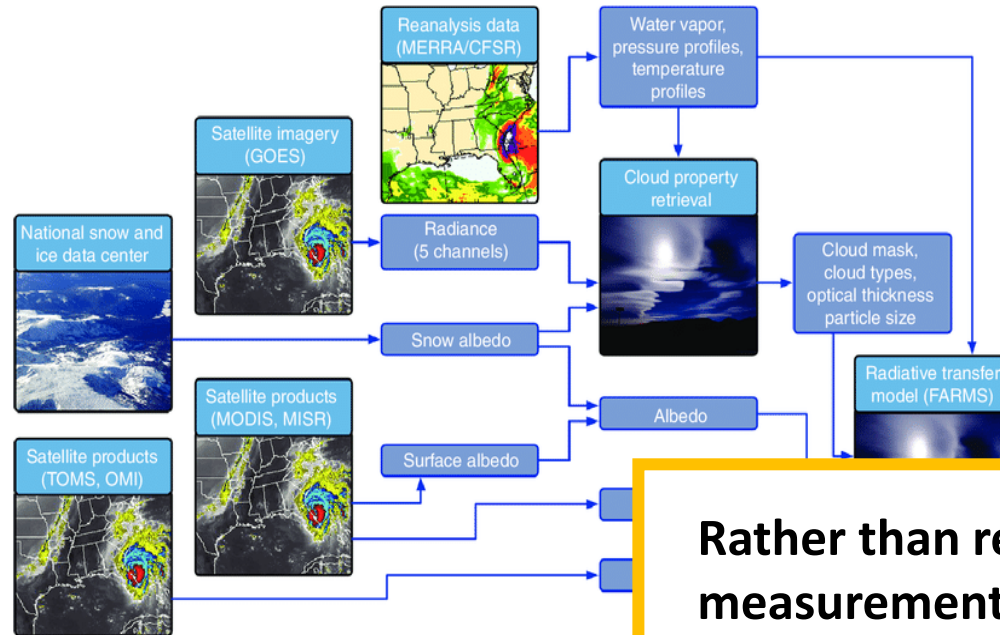 Reanalysis data
(MERRA/CFSR)
Water vapor,
pressure profiles,
temperature
profiles
Satellite imagery
(GOES)
Cloud property
retrieval
National snow and
ice data center
Radiance
(5 channels)
Cloud mask,
cloud types,
optical thickness
particle size
Snow albedo
Radiative transfer
model (FARMS)
Satellite products
(MODIS, MISR)
Albedo
Satellite products
(TOMS, OMI)
Surface albedo
Rather than re
measurement